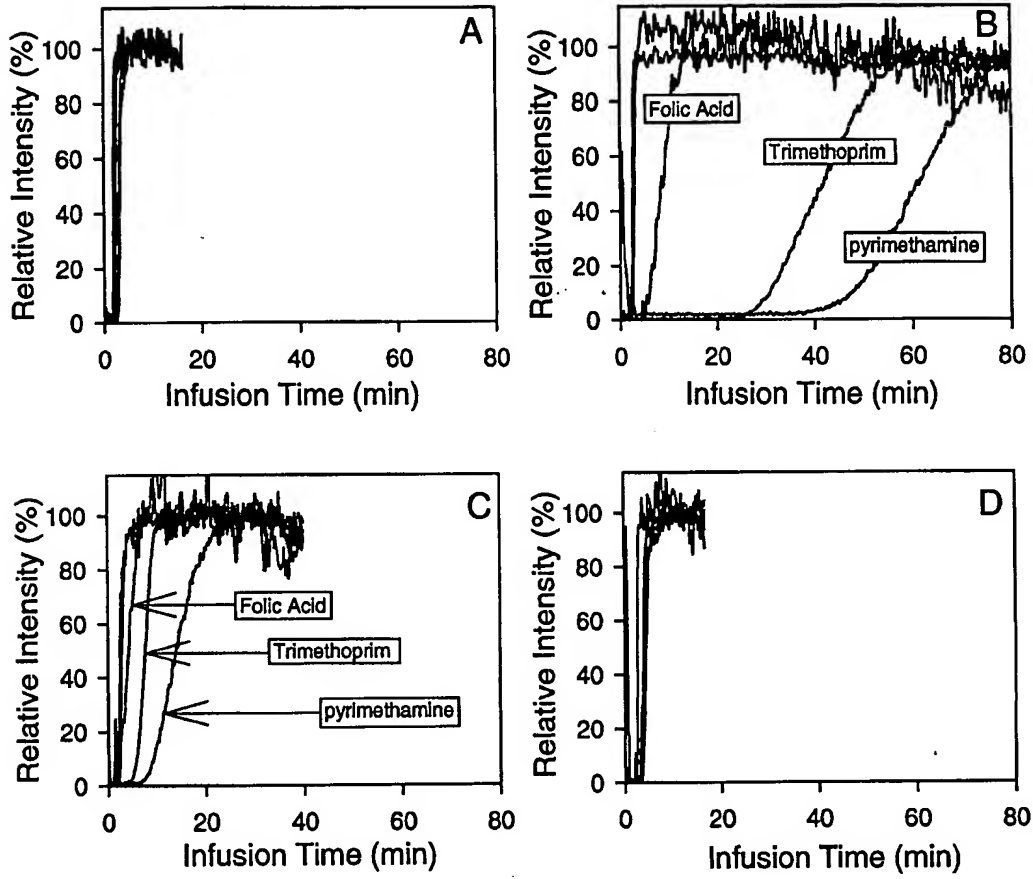 A
Relative Intensity (%)
100
80
60
40
20
0
0 20 40 60 80
Infusion Time (min)
B
Relative Intensity (%)
100
80
60
40
20
0
Folic Acid
Trimethoprim
pyrimethamine
0 20 40 60 80
Infusion Time (min)
C
Relative Intensity (%)
100
80
60
40
20
0
Folic Acid
Trimethoprim
pyrimethamine
0 20 40 60 80
Infusion Time (min)
D
Relative Intensity (%)
100
80
60
40
20
0
0 20 40 60 80
Infusion Time (min)